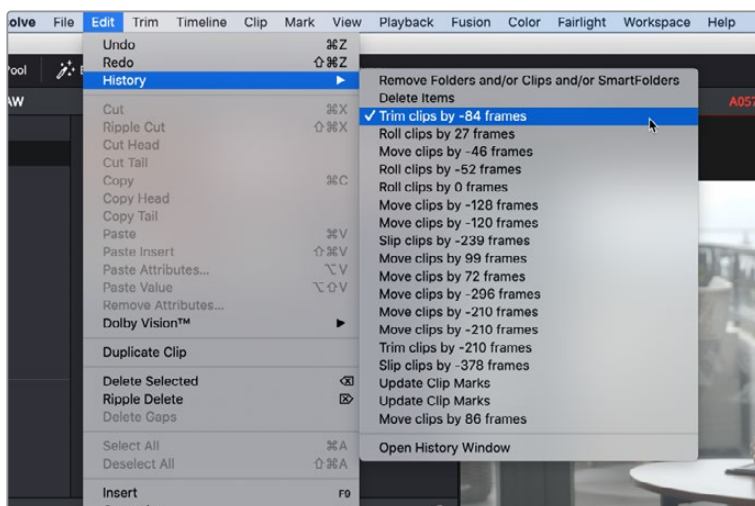 olve File Edit Trim Timeline Clip Mark View Playback Fusion Color Fairlight Workspace Help
Undo ⌘Z
Redo ⇧⌘Z
ool
History ▶
AW
A057
Cut ⌘X
Ripple Cut ⇧⌘X
Cut Head
Cut Tail
Copy ⌘C
Copy Head
Copy Tail
Paste ⌘V
Paste Insert ⇧⌘V
Paste Attributes... ⌥V
Paste Value ⌥⇧V
Remove Attributes...
Dolby Vision™ ▶
Duplicate Clip
Delete Selected ⌫
Ripple Delete ⌦
Delete Gaps
Select All ⌘A
Deselect All ⇧⌘A
Insert F9
Remove Folders and/or Clips and/or SmartFolders
Delete Items
✓ Trim clips by -84 frames
Roll clips by 27 frames
Move clips by -46 frames
Roll clips by -52 frames
Roll clips by 0 frames
Move clips by -128 frames
Move clips by -120 frames
Slip clips by -239 frames
Move clips by 99 frames
Move clips by 72 frames
Move clips by -296 frames
Move clips by -210 frames
Move clips by -210 frames
Trim clips by -210 frames
Slip clips by -378 frames
Update Clip Marks
Update Clip Marks
Move clips by 86 frames
Open History Window